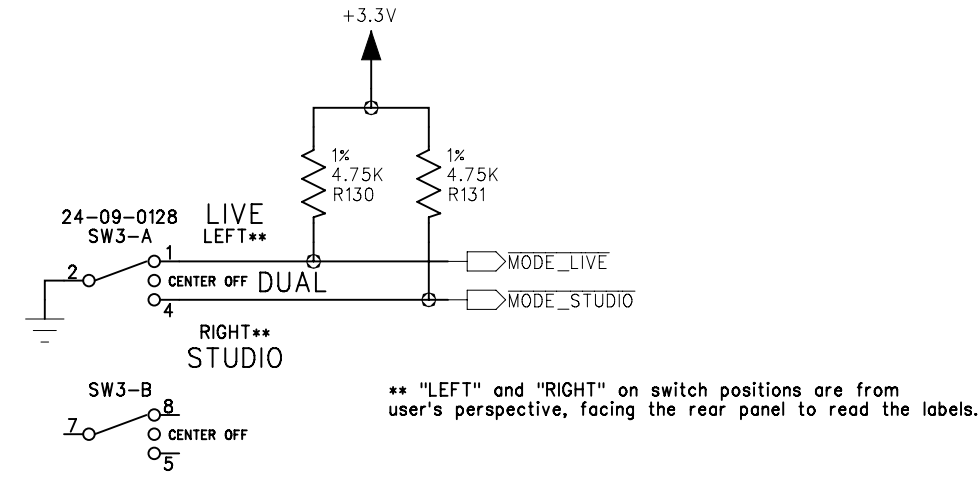 +3.3V
1%
4.75K
R130
1%
4.75K
R131
24-09-0128
SW3-A
LIVE
LEFT**
1
2
CENTER OFF
DUAL
4
MODE_LIVE
MODE_STUDIO
RIGHT**
STUDIO
SW3-B
8
7
CENTER OFF
5
** "LEFT" and "RIGHT" on switch positions are from
user's perspective, facing the rear panel to read the labels.